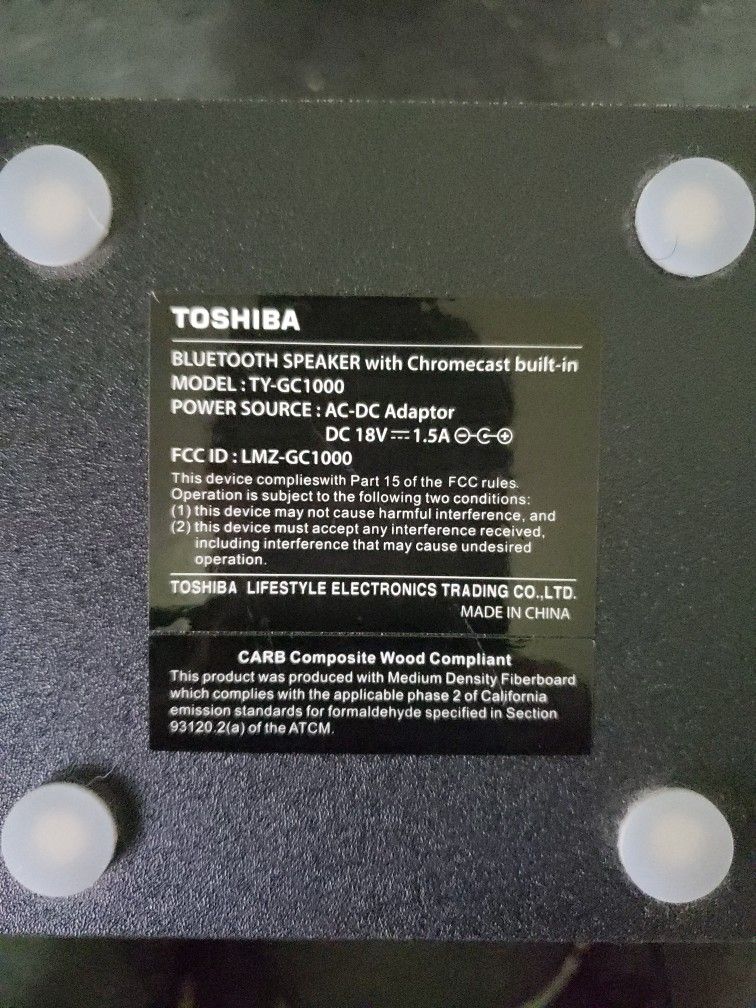 TOSHIBA
BLUETOOTH SPEAKER with Chromecast built-in
MODEL : TY-GC1000
POWER SOURCE : AC-DC Adaptor
DC 18V⎓1.5A ⊖-C-⊕
FCC ID : LMZ-GC1000
This device complieswith Part 15 of the FCC rules.
Operation is subject to the following two conditions:
(1) this device may not cause harmful interference, and
(2) this device must accept any interference received,
including interference that may cause undesired
operation.
TOSHIBA LIFESTYLE ELECTRONICS TRADING CO.,LTD.
MADE IN CHINA
CARB Composite Wood Compliant
This product was produced with Medium Density Fiberboard
which complies with the applicable phase 2 of California
emission standards for formaldehyde specified in Section
93120.2(a) of the ATCM.